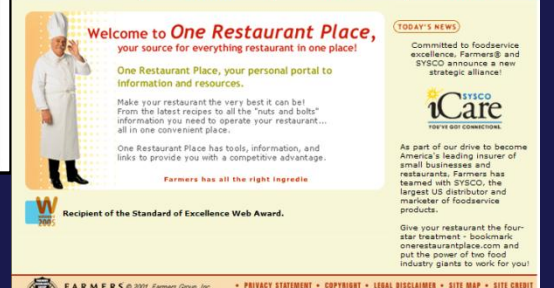 Welcome to One Restaurant Place,
your source for everything restaurant in one place!
One Restaurant Place, your personal portal to
information and resources.
Make your restaurant the very best it can be!
From the latest recipes to all the "nuts and bolts"
information you need to operate your restaurant...
all in one convenient place.
One Restaurant Place has tools, information, and
links to provide you with a competitive advantage.
Farmers has all the right ingredie
W
2005
Recipient of the Standard of Excellence Web Award.
TODAY'S NEWS
Committed to foodservice
excellence, Farmers® and
SYSCO announce a new
strategic alliance!
SYSCO
iCare
YOU'VE GOT CONNECTIONS.
As part of our drive to become
America's leading insurer of
small businesses and
restaurants, Farmers has
teamed with SYSCO, the
largest US distributor and
marketer of foodservice
products.
Give your restaurant the four-
star treatment - bookmark
onerestaurantplace.com and
put the power of two food
industry giants to work for you!
FARMERS © 2001 Farmers Group, Inc.
• PRIVACY STATEMENT • COPYRIGHT • LEGAL DISCLAIMER • SITE MAP • SITE CREDIT